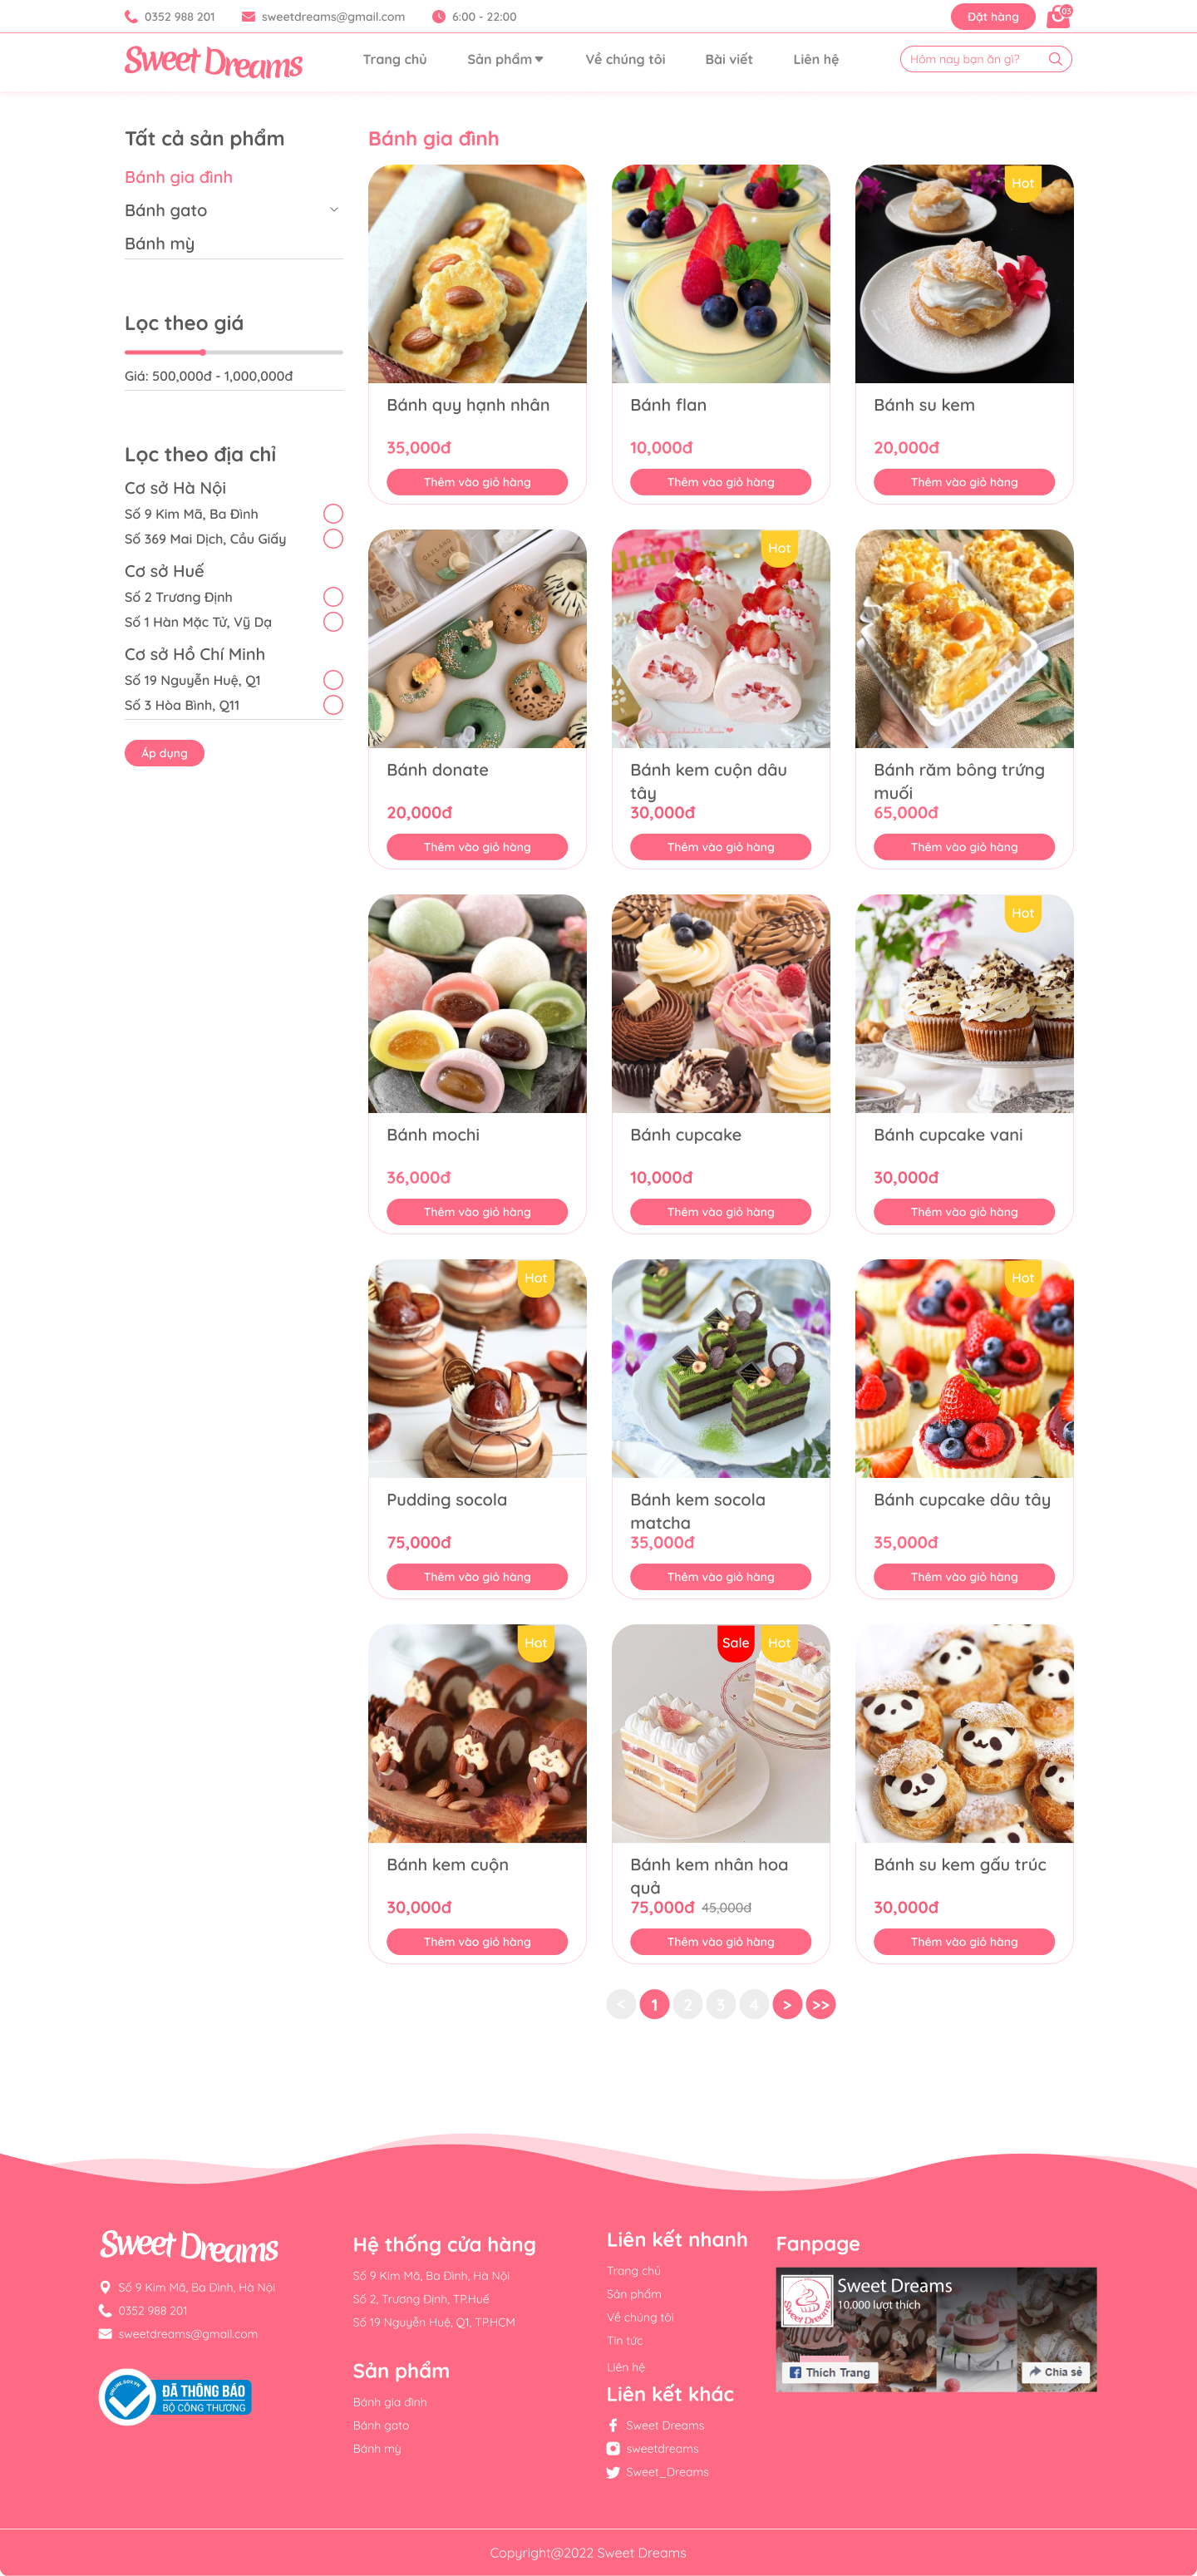 0352 988 201 sweetdreams@gmail.com 6:00 - 22:00 Đặt hàng 03
Sweet Dreams Trang chủ Sản phẩm Về chúng tôi Bài viết Liên hệ Hôm nay bạn ăn gì?
Tất cả sản phẩm
Bánh gia đình
Bánh gato
Bánh mỳ
Lọc theo giá
Giá: 500,000đ - 1,000,000đ
Lọc theo địa chỉ
Cơ sở Hà Nội
Số 9 Kim Mã, Ba Đình
Số 369 Mai Dịch, Cầu Giấy
Cơ sở Huế
Số 2 Trương Định
Số 1 Hàn Mặc Tử, Vỹ Dạ
Cơ sở Hồ Chí Minh
Số 19 Nguyễn Huệ, Q1
Số 3 Hòa Bình, Q11
Áp dụng
Bánh gia đình
Hot
Bánh quy hạnh nhân Bánh flan Bánh su kem
35,000đ 10,000đ 20,000đ
Thêm vào giỏ hàng Thêm vào giỏ hàng Thêm vào giỏ hàng
Hot
Bánh donate Bánh kem cuộn dâu Bánh răm bông trứng
tây muối
20,000đ 30,000đ 65,000đ
Thêm vào giỏ hàng Thêm vào giỏ hàng Thêm vào giỏ hàng
Hot
Bánh mochi Bánh cupcake Bánh cupcake vani
36,000đ 10,000đ 30,000đ
Thêm vào giỏ hàng Thêm vào giỏ hàng Thêm vào giỏ hàng
Hot Hot
Pudding socola Bánh kem socola Bánh cupcake dâu tây
matcha
75,000đ 35,000đ 35,000đ
Thêm vào giỏ hàng Thêm vào giỏ hàng Thêm vào giỏ hàng
Hot Sale Hot
Bánh kem cuộn Bánh kem nhân hoa Bánh su kem gấu trúc
quả
30,000đ 75,000đ 45,000đ 30,000đ
Thêm vào giỏ hàng Thêm vào giỏ hàng Thêm vào giỏ hàng
< 1 2 3 4 > >>
Sweet Dreams
Số 9 Kim Mã, Ba Đình, Hà Nội
0352 988 201
sweetdreams@gmail.com
ONLINE.GOV.VN
ĐÃ THÔNG BÁO
BỘ CÔNG THƯƠNG
Hệ thống cửa hàng
Số 9 Kim Mã, Ba Đình, Hà Nội
Số 2, Trương Định, TP.Huế
Số 19 Nguyễn Huệ, Q1, TP.HCM
Sản phẩm
Bánh gia đình
Bánh gato
Bánh mỳ
Liên kết nhanh
Trang chủ
Sản phẩm
Về chúng tôi
Tin tức
Liên hệ
Liên kết khác
Sweet Dreams
sweetdreams
Sweet_Dreams
Fanpage
Sweet Dreams
Sweet Dreams
10,000 lượt thích
Thích Trang Chia sẻ
Copyright@2022 Sweet Dreams